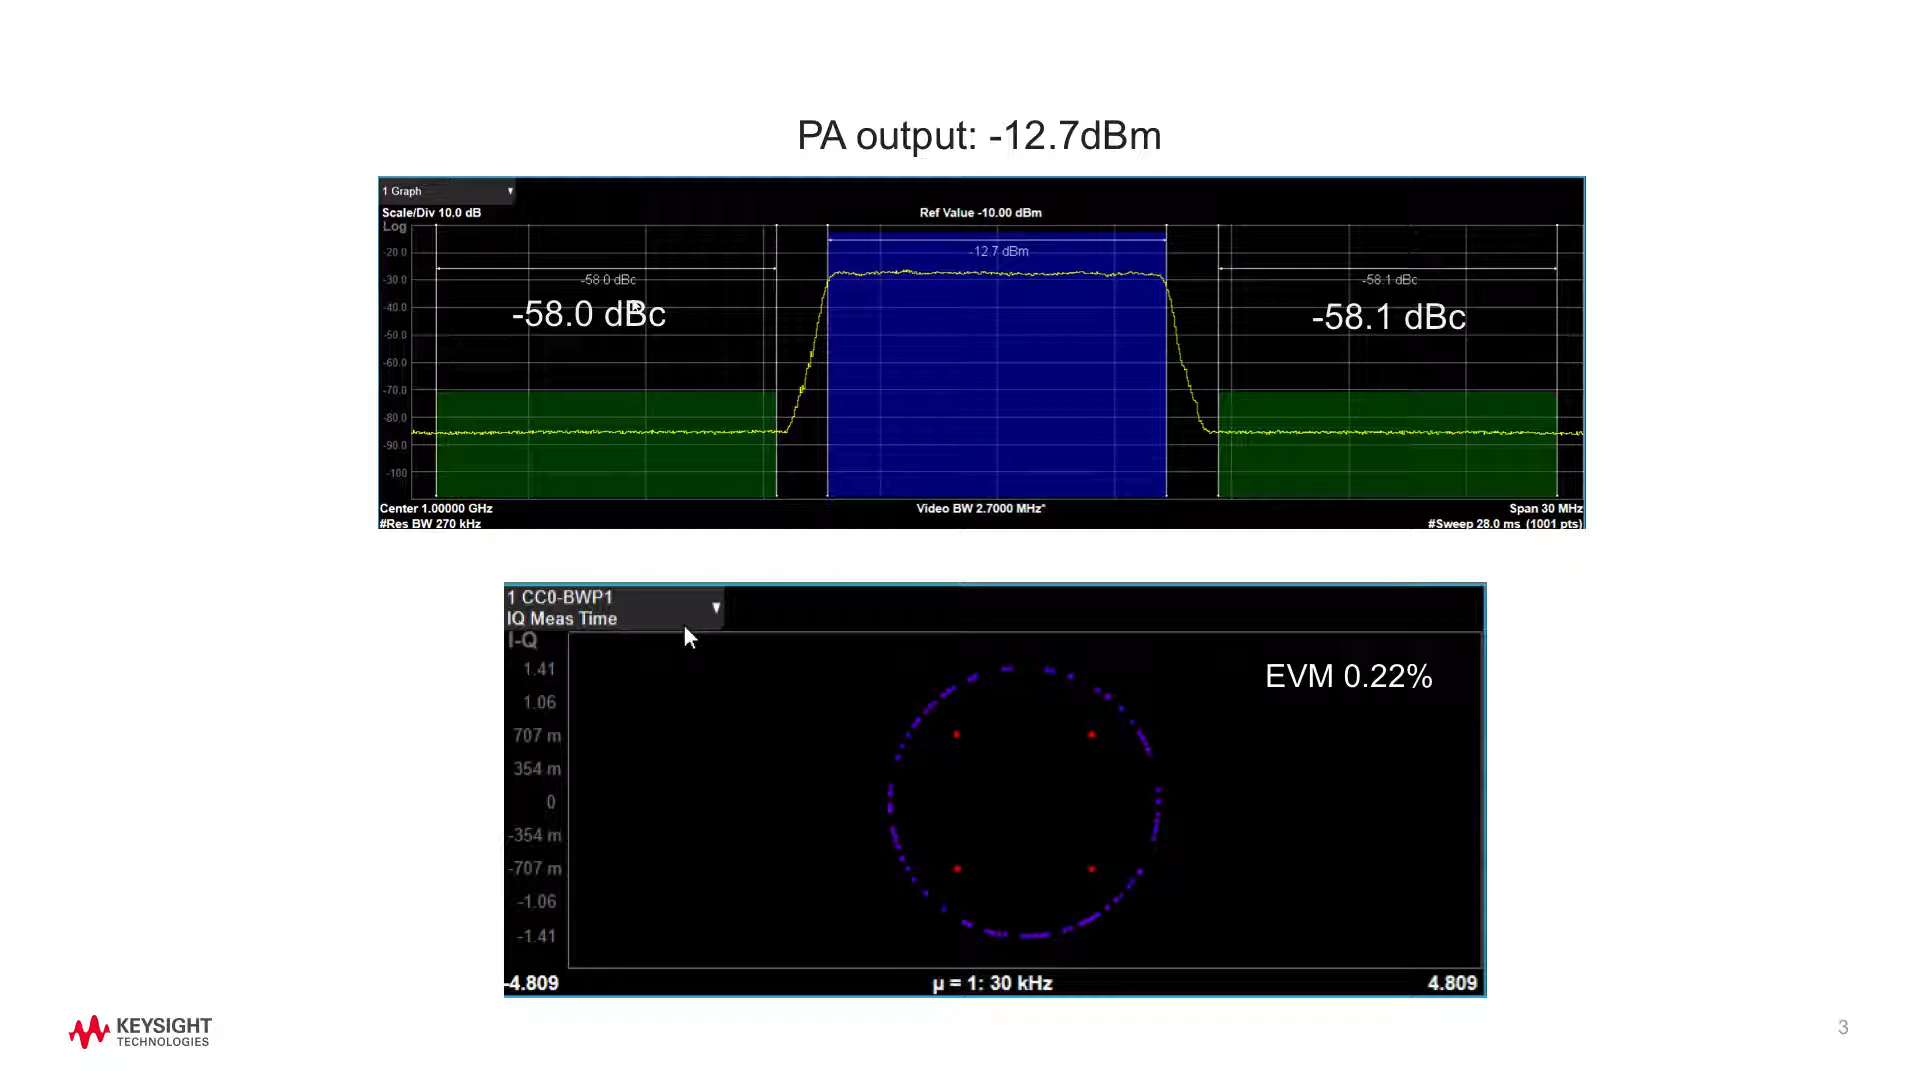 PA output: -12.7dBm
1 Graph
Scale/Div 10.0 dB
Ref Value -10.00 dBm
Log
-20.0
-30.0
-40.0
-50.0
-60.0
-70.0
-80.0
-90.0
-100
-58.0 dBc
-12.7 dBm
-58.1 dBc
-58.0 dBc
-58.1 dBc
Center 1.00000 GHz
Video BW 2.7000 MHz*
Span 30 MHz
#Res BW 270 kHz
#Sweep 28.0 ms (1001 pts)
1 CC0-BWP1
IQ Meas Time
I-Q
1.41
1.06
707 m
354 m
0
-354 m
-707 m
-1.06
-1.41
EVM 0.22%
-4.809
μ = 1: 30 kHz
4.809
KEYSIGHT
TECHNOLOGIES
3